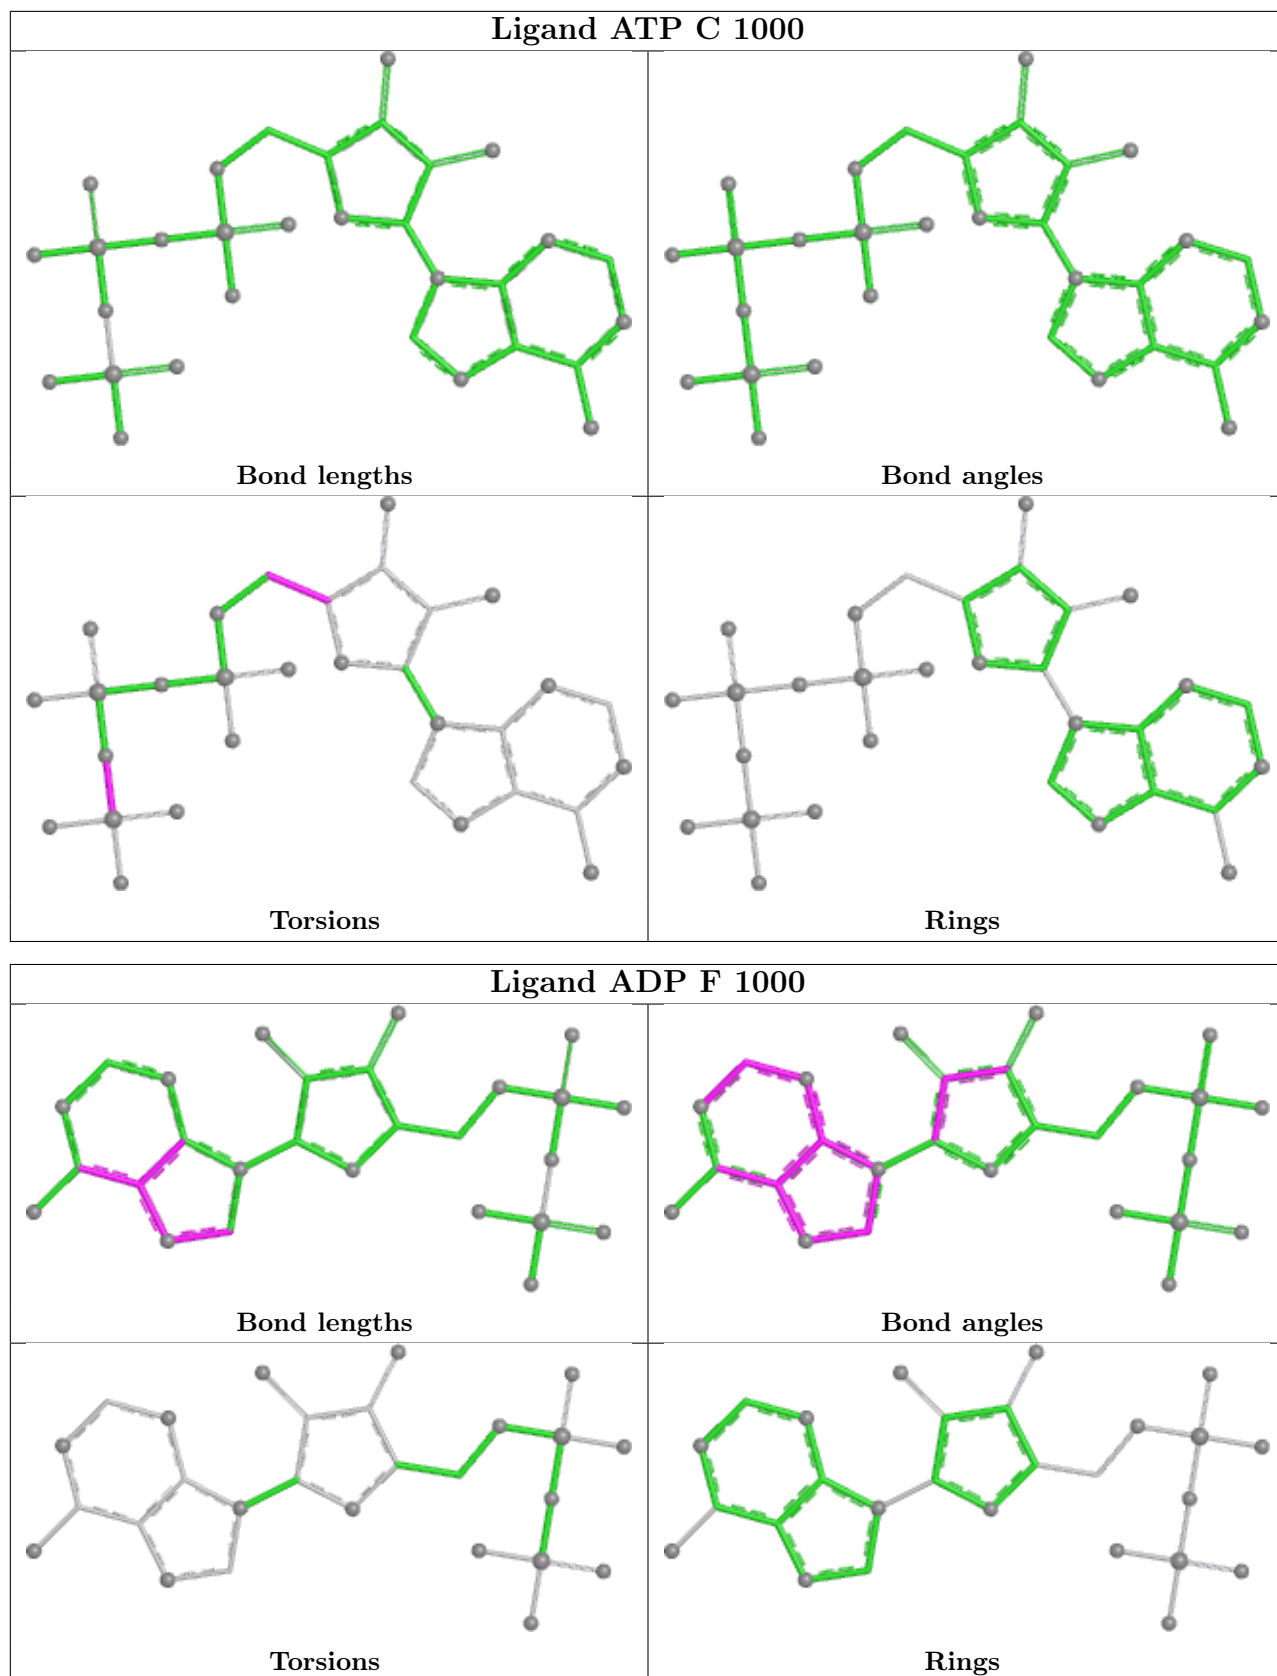 Ligand ATP C 1000
Bond lengths
Bond angles
Torsions
Rings
Ligand ADP F 1000
Bond lengths
Bond angles
Torsions
Rings